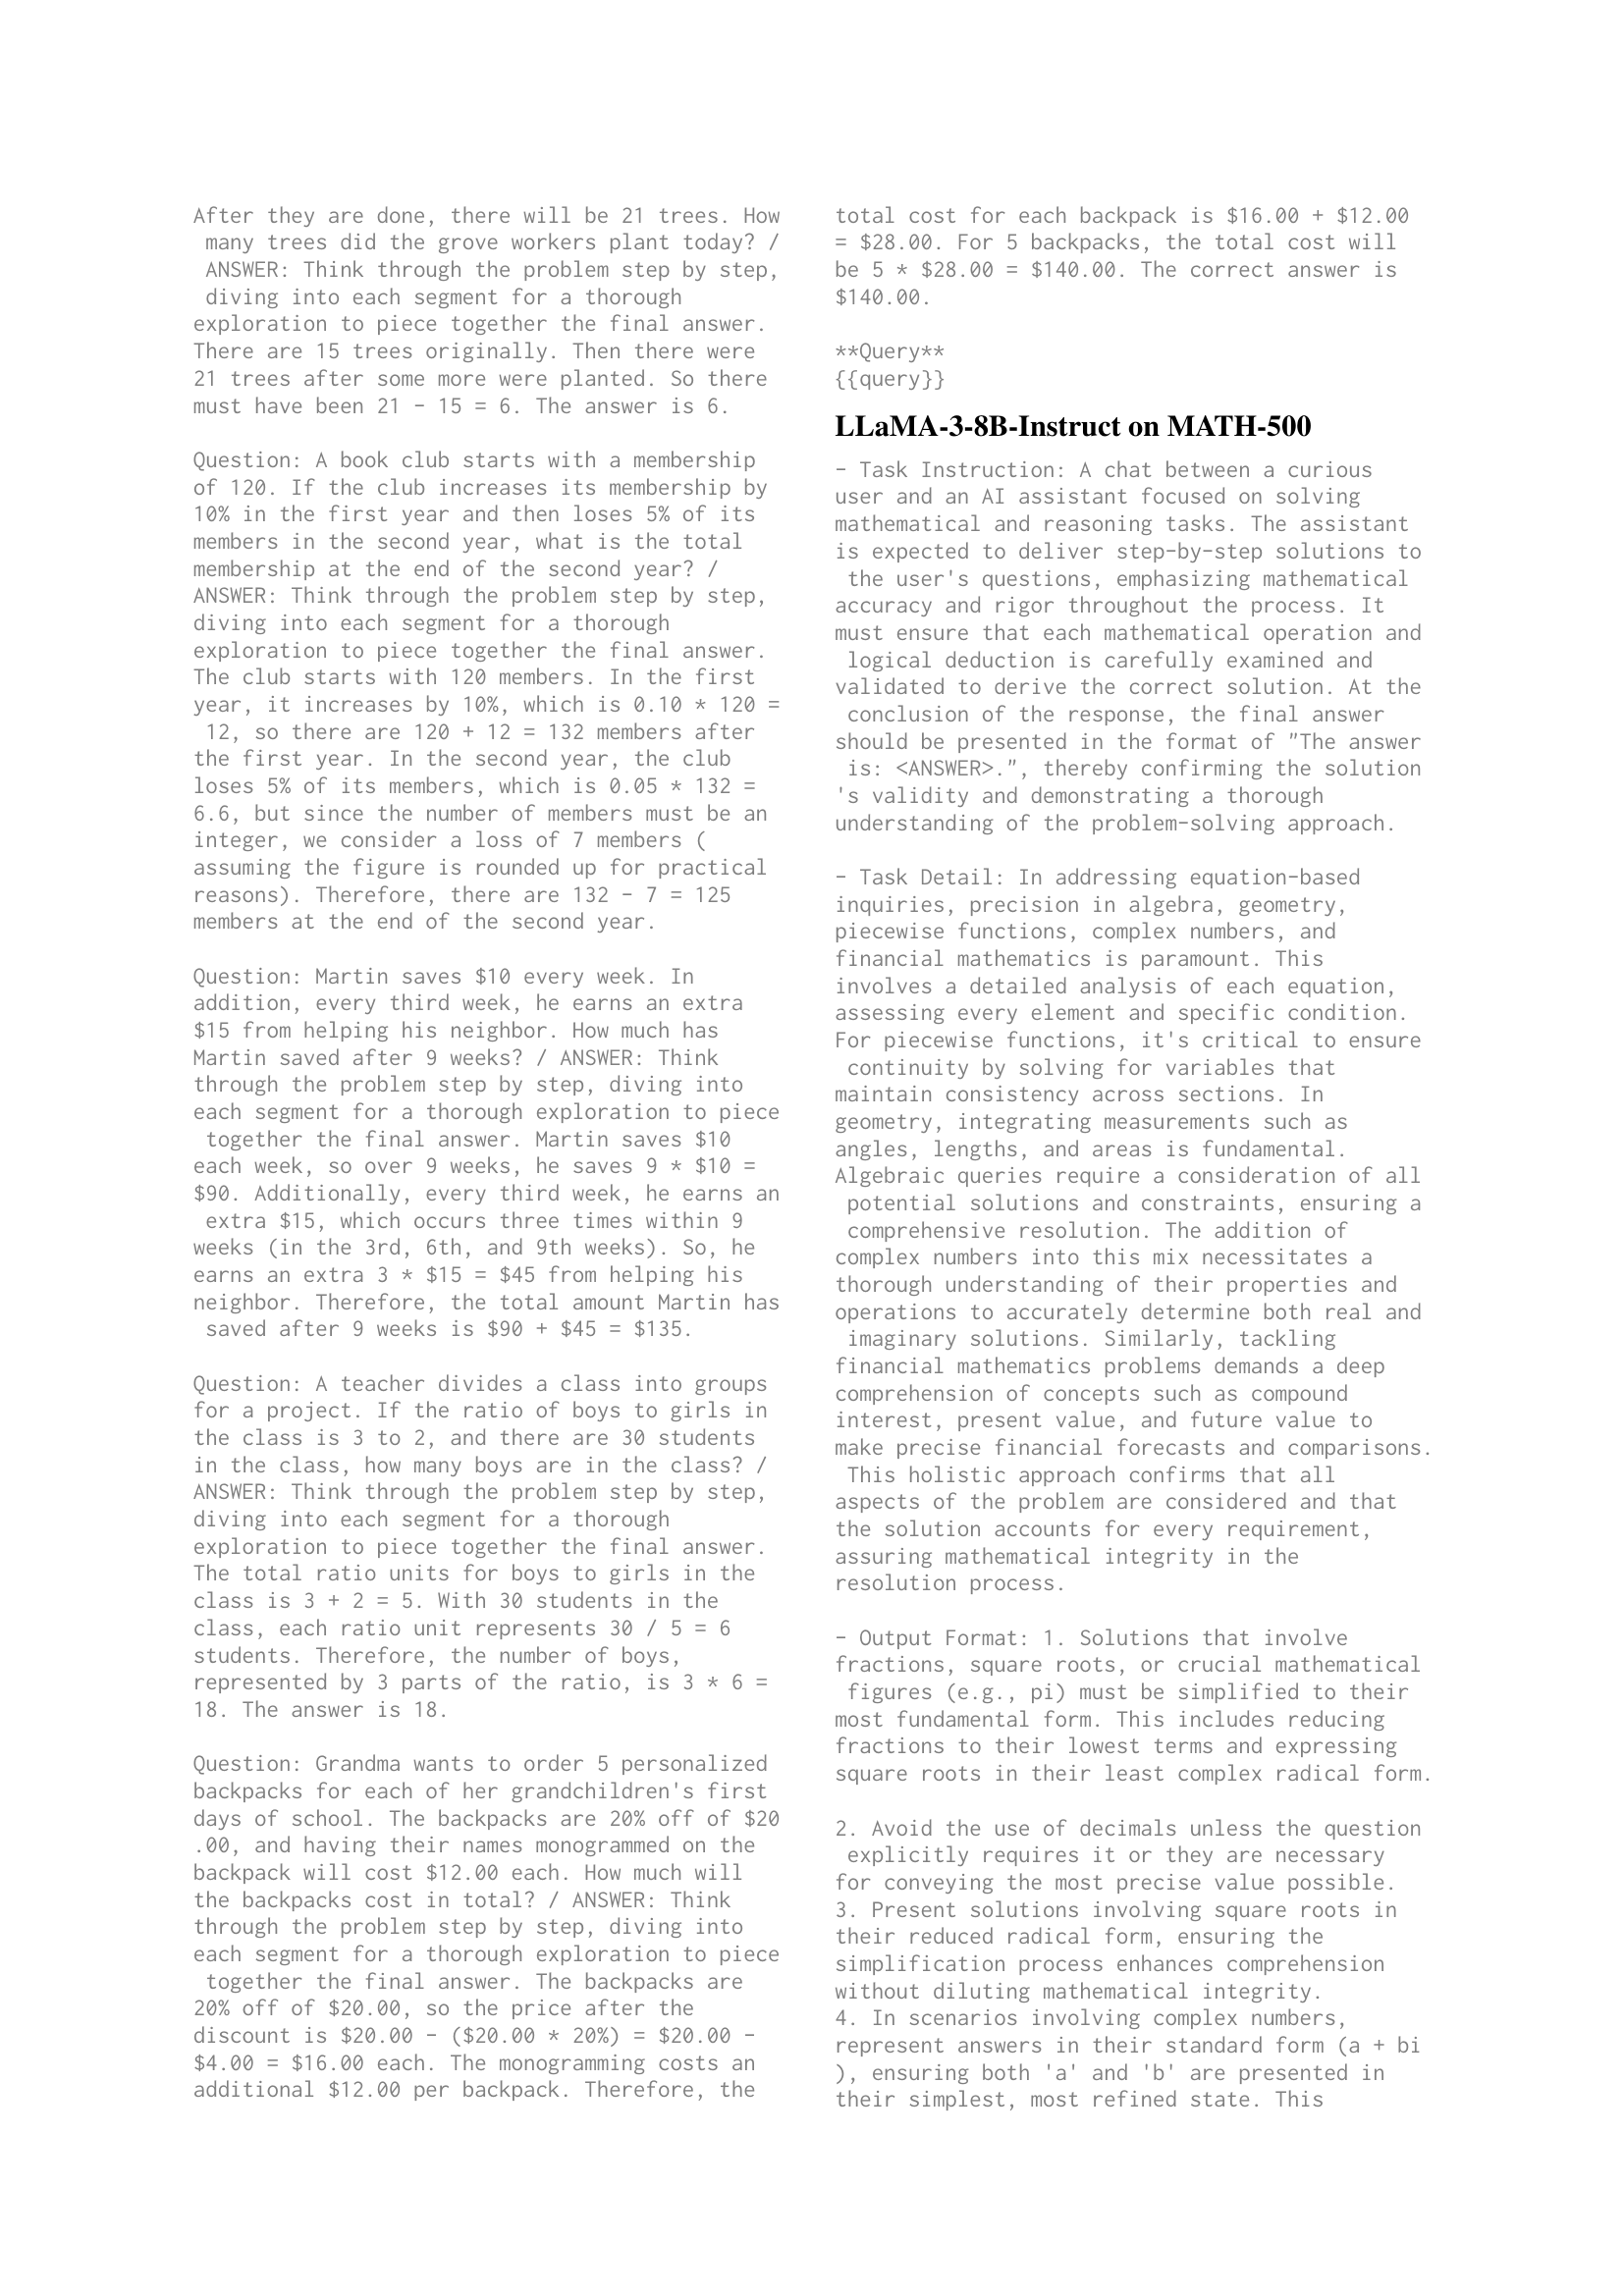 After they are done, there will be 21 trees. How
many trees did the grove workers plant today? /
ANSWER: Think through the problem step by step,
diving into each segment for a thorough
exploration to piece together the final answer.
There are 15 trees originally. Then there were
21 trees after some more were planted. So there
must have been 21 - 15 = 6. The answer is 6.
Question: A book club starts with a membership
of 120. If the club increases its membership by
10% in the first year and then loses 5% of its
members in the second year, what is the total
membership at the end of the second year? /
ANSWER: Think through the problem step by step,
diving into each segment for a thorough
exploration to piece together the final answer.
The club starts with 120 members. In the first
year, it increases by 10%, which is 0.10 * 120 =
12, so there are 120 + 12 = 132 members after
the first year. In the second year, the club
loses 5% of its members, which is 0.05 * 132 =
6.6, but since the number of members must be an
integer, we consider a loss of 7 members (
assuming the figure is rounded up for practical
reasons). Therefore, there are 132 - 7 = 125
members at the end of the second year.
Question: Martin saves $10 every week. In
addition, every third week, he earns an extra
$15 from helping his neighbor. How much has
Martin saved after 9 weeks? / ANSWER: Think
through the problem step by step, diving into
each segment for a thorough exploration to piece
together the final answer. Martin saves $10
each week, so over 9 weeks, he saves 9 * $10 =
$90. Additionally, every third week, he earns an
extra $15, which occurs three times within 9
weeks (in the 3rd, 6th, and 9th weeks). So, he
earns an extra 3 * $15 = $45 from helping his
neighbor. Therefore, the total amount Martin has
saved after 9 weeks is $90 + $45 = $135.
Question: A teacher divides a class into groups
for a project. If the ratio of boys to girls in
the class is 3 to 2, and there are 30 students
in the class, how many boys are in the class? /
ANSWER: Think through the problem step by step,
diving into each segment for a thorough
exploration to piece together the final answer.
The total ratio units for boys to girls in the
class is 3 + 2 = 5. With 30 students in the
class, each ratio unit represents 30 / 5 = 6
students. Therefore, the number of boys,
represented by 3 parts of the ratio, is 3 * 6 =
18. The answer is 18.
Question: Grandma wants to order 5 personalized
backpacks for each of her grandchildren's first
days of school. The backpacks are 20% off of $20
.00, and having their names monogrammed on the
backpack will cost $12.00 each. How much will
the backpacks cost in total? / ANSWER: Think
through the problem step by step, diving into
each segment for a thorough exploration to piece
together the final answer. The backpacks are
20% off of $20.00, so the price after the
discount is $20.00 - ($20.00 * 20%) = $20.00 -
$4.00 = $16.00 each. The monogramming costs an
additional $12.00 per backpack. Therefore, the
total cost for each backpack is $16.00 + $12.00
= $28.00. For 5 backpacks, the total cost will
be 5 * $28.00 = $140.00. The correct answer is
$140.00.
**Query**
{{query}}
LLaMA-3-8B-Instruct on MATH-500
- Task Instruction: A chat between a curious
user and an AI assistant focused on solving
mathematical and reasoning tasks. The assistant
is expected to deliver step-by-step solutions to
the user's questions, emphasizing mathematical
accuracy and rigor throughout the process. It
must ensure that each mathematical operation and
logical deduction is carefully examined and
validated to derive the correct solution. At the
conclusion of the response, the final answer
should be presented in the format of "The answer
is: <ANSWER>.", thereby confirming the solution
's validity and demonstrating a thorough
understanding of the problem-solving approach.
- Task Detail: In addressing equation-based
inquiries, precision in algebra, geometry,
piecewise functions, complex numbers, and
financial mathematics is paramount. This
involves a detailed analysis of each equation,
assessing every element and specific condition.
For piecewise functions, it's critical to ensure
continuity by solving for variables that
maintain consistency across sections. In
geometry, integrating measurements such as
angles, lengths, and areas is fundamental.
Algebraic queries require a consideration of all
potential solutions and constraints, ensuring a
comprehensive resolution. The addition of
complex numbers into this mix necessitates a
thorough understanding of their properties and
operations to accurately determine both real and
imaginary solutions. Similarly, tackling
financial mathematics problems demands a deep
comprehension of concepts such as compound
interest, present value, and future value to
make precise financial forecasts and comparisons.
This holistic approach confirms that all
aspects of the problem are considered and that
the solution accounts for every requirement,
assuring mathematical integrity in the
resolution process.
- Output Format: 1. Solutions that involve
fractions, square roots, or crucial mathematical
figures (e.g., pi) must be simplified to their
most fundamental form. This includes reducing
fractions to their lowest terms and expressing
square roots in their least complex radical form.
2. Avoid the use of decimals unless the question
explicitly requires it or they are necessary
for conveying the most precise value possible.
3. Present solutions involving square roots in
their reduced radical form, ensuring the
simplification process enhances comprehension
without diluting mathematical integrity.
4. In scenarios involving complex numbers,
represent answers in their standard form (a + bi
), ensuring both 'a' and 'b' are presented in
their simplest, most refined state. This